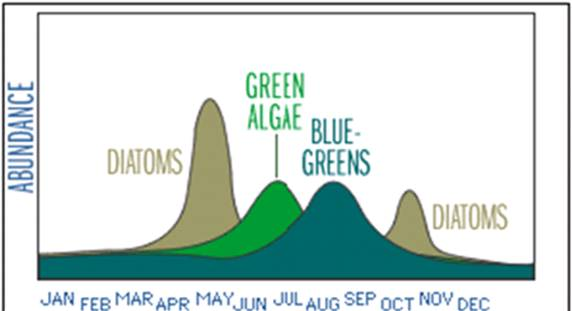 ABUNDANCE
GREEN
ALGAE
BLUE-
GREENS
DIATOMS
DIATOMS
JAN FEB MAR APR MAY JUN JUL AUG SEP OCT NOV DEC